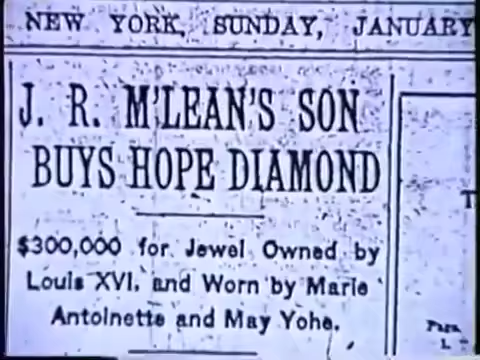 NEW YORK, SUNDAY, JANUARY
J. R. M'LEAN'S SON
BUYS HOPE DIAMOND
$300,000 for Jewel Owned by
Louis XVI. and Worn by Marie
Antoinette and May Yohe.